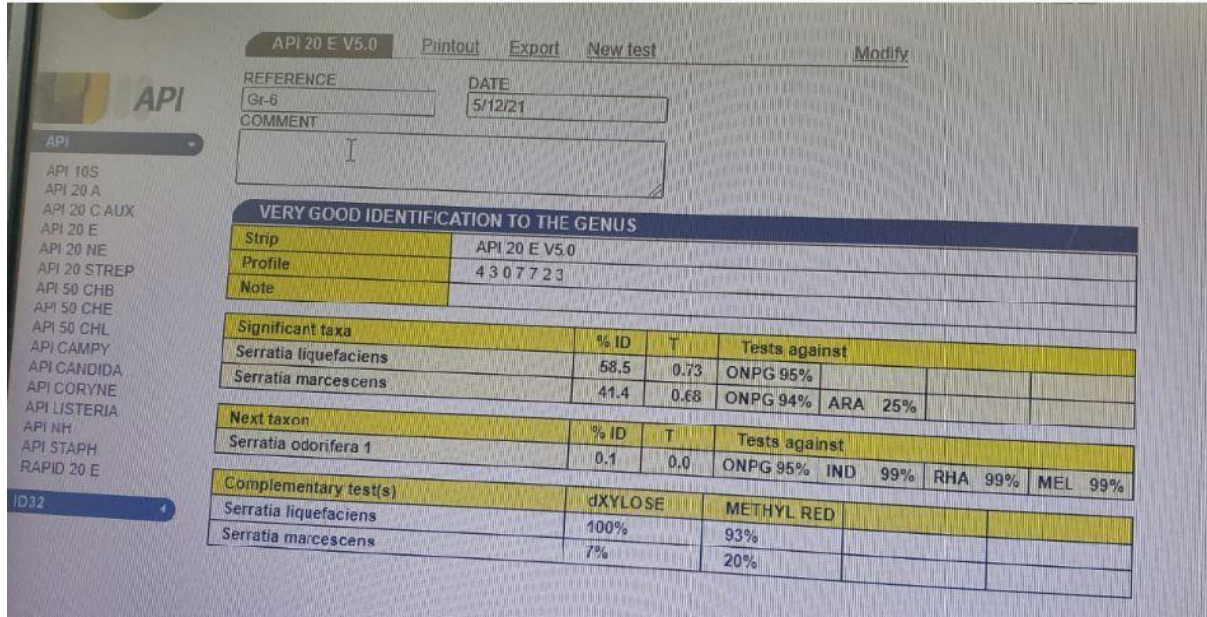 API 20 E V5.0 Printout Export New test Modify
REFERENCE DATE
Gr-6 5/12/21
COMMENT
API
API
API 10S
API 20 A
API 20 C AUX
API 20 E
API 20 NE
API 20 STREP
API 50 CHB
API 50 CHE
API 50 CHL
API CAMPY
API CANDIDA
API CORYNE
API LISTERIA
API NH
API STAPH
RAPID 20 E
ID32
VERY GOOD IDENTIFICATION TO THE GENUS
Strip API 20 E V5.0
Profile 4 3 0 7 7 2 3
Note
Significant taxa % ID T Tests against
Serratia liquefaciens 58.5 0.73 ONPG 95%
Serratia marcescens 41.4 0.68 ONPG 94% ARA 25%
Next taxon % ID T Tests against
Serratia odorifera 1 0.1 0.0 ONPG 95% IND 99% RHA 99% MEL 99%
Complementary test(s) dXYLOSE METHYL RED
Serratia liquefaciens 100% 93%
Serratia marcescens 7% 20%